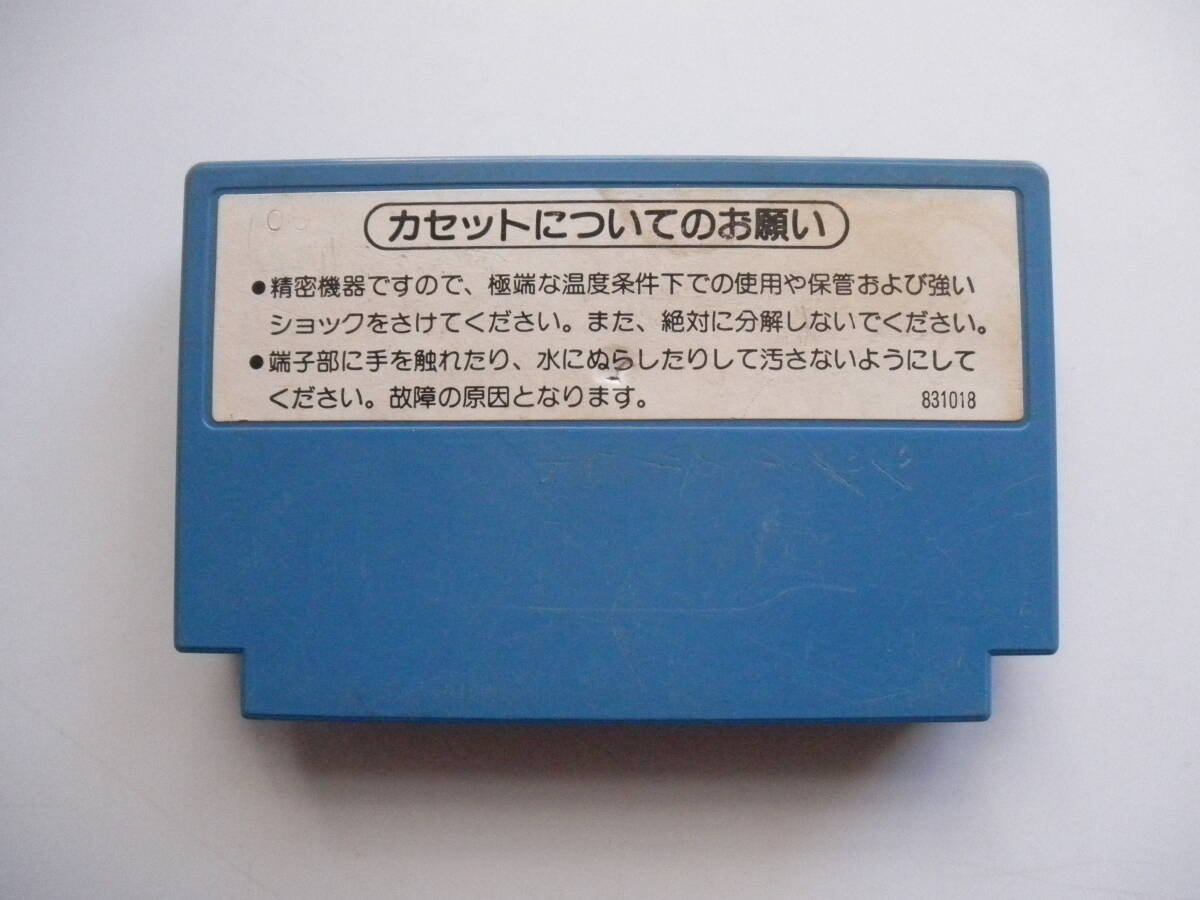 カセットについてのお願い
●精密機器ですので、極端な温度条件下での使用や保管および強い
ショックをさけてください。また、絶対に分解しないでください。
●端子部に手を触れたり、水にぬらしたりして汚さないようにして
ください。故障の原因となります。
831018